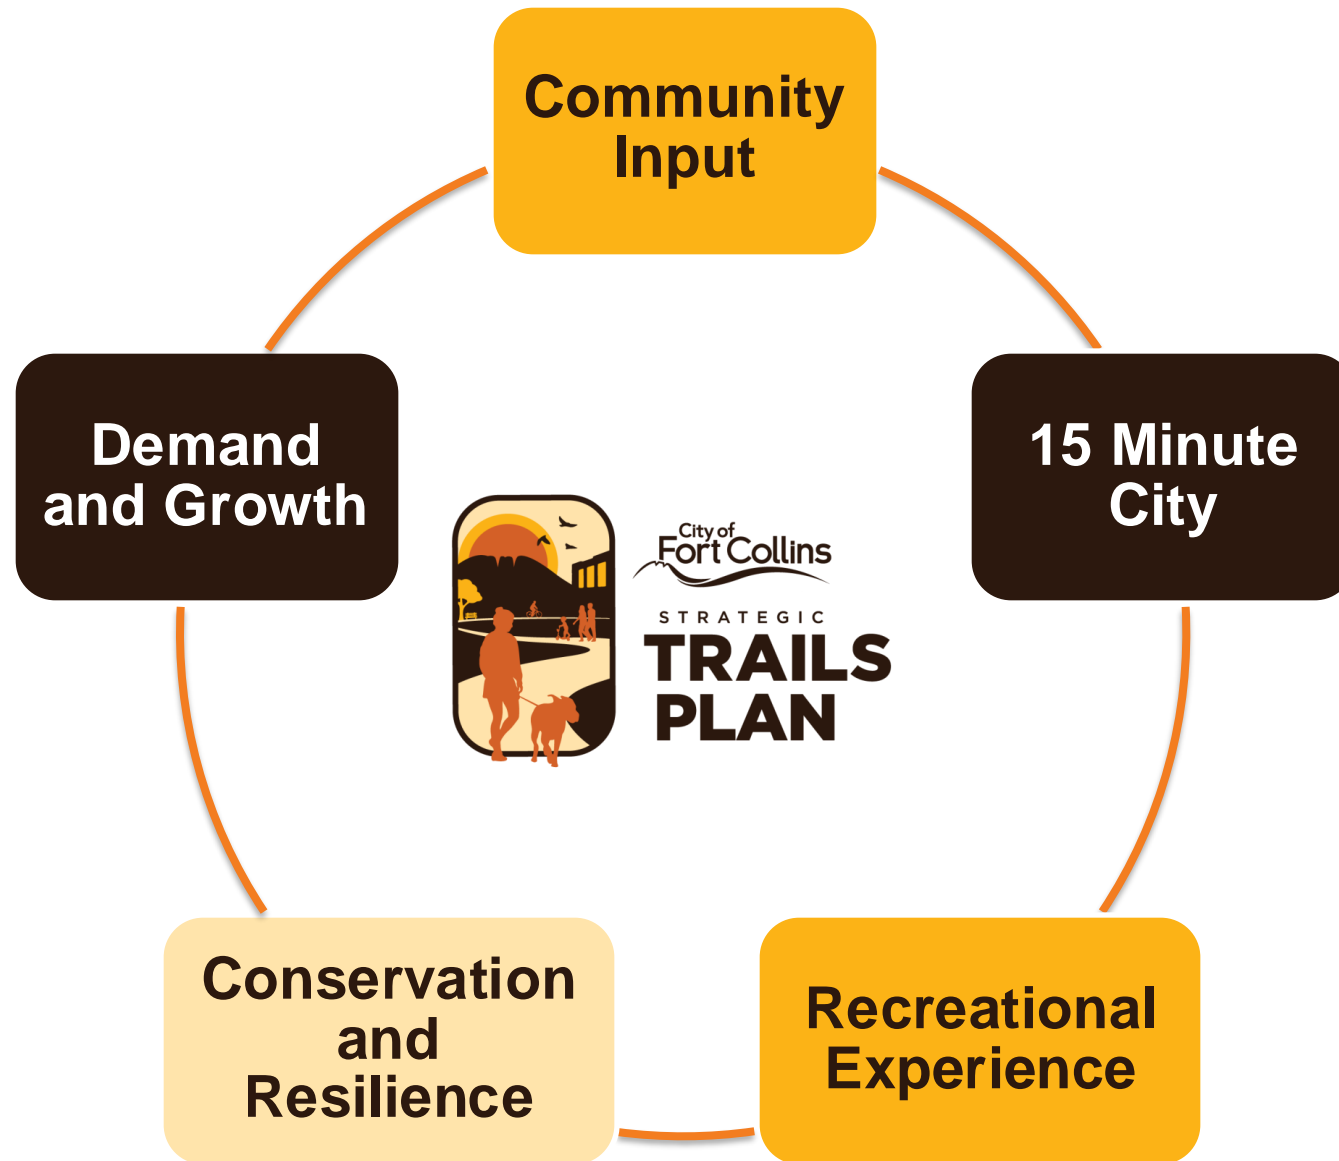 Community
Input
Demand
and Growth
15 Minute
City
City of
Fort Collins
STRATEGIC
TRAILS
PLAN
Conservation
and
Resilience
Recreational
Experience